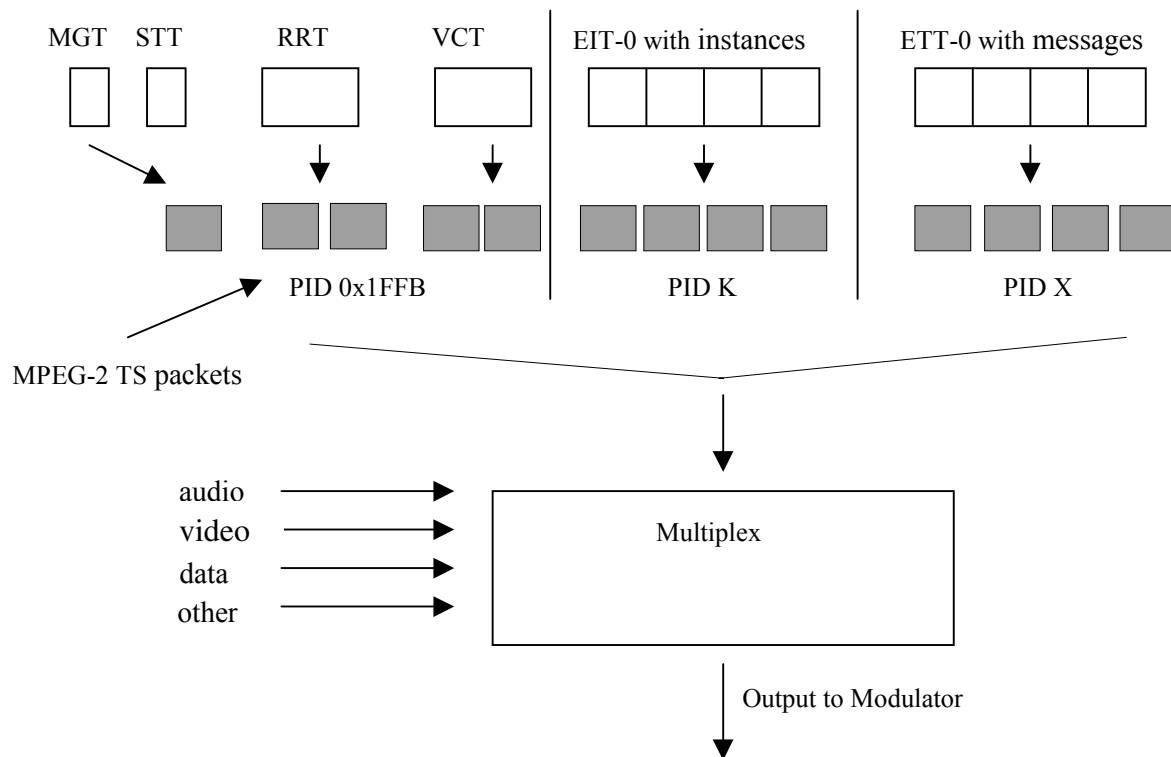 MGT STT RRT VCT EIT-0 with instances ETT-0 with messages
PID 0x1FFB PID K PID X
MPEG-2 TS packets
audio
video
data
other
Multiplex
Output to Modulator